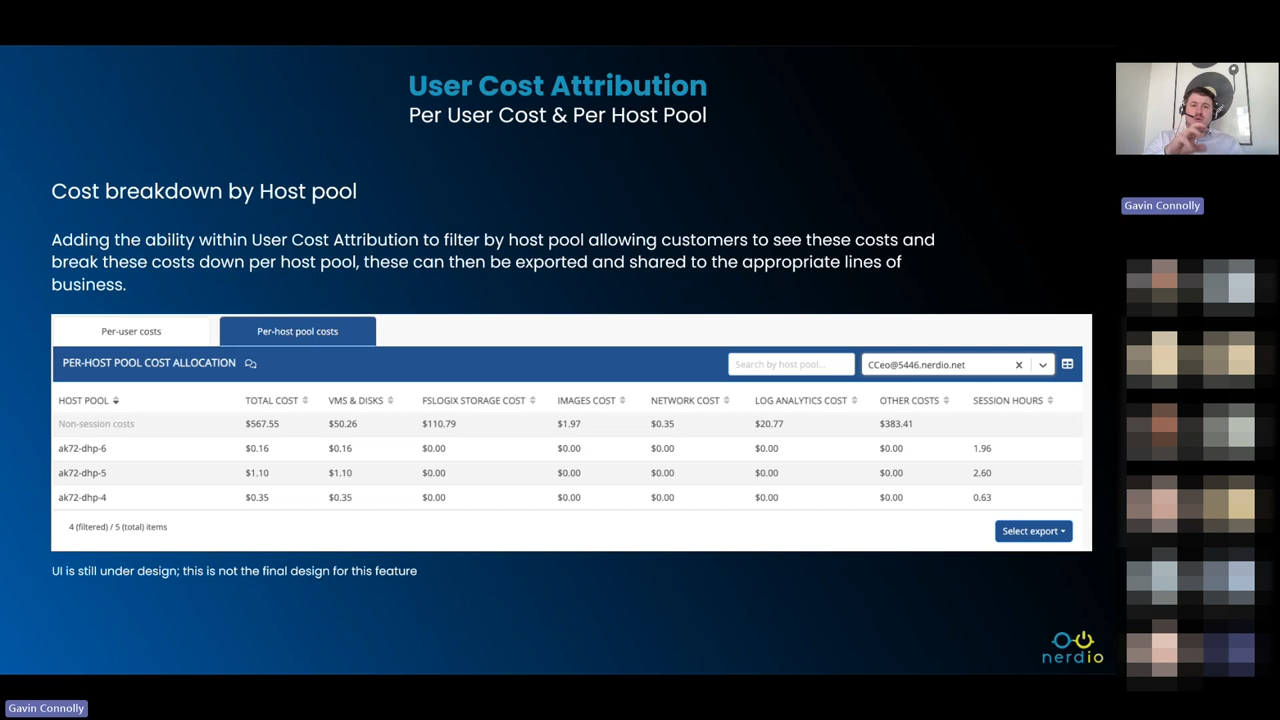 User Cost Attribution
Per User Cost & Per Host Pool
Gavin Connolly
Cost breakdown by Host pool
Adding the ability within User Cost Attribution to filter by host pool allowing customers to see these costs and
break these costs down per host pool, these can then be exported and shared to the appropriate lines of
business.
Per-user costs Per-host pool costs
PER-HOST POOL COST ALLOCATION Search by host pool... CCeo@5446.nerdio.net
HOST POOL TOTAL COST VMS & DISKS FSLOGIX STORAGE COST IMAGES COST NETWORK COST LOG ANALYTICS COST OTHER COSTS SESSION HOURS
Non-session costs $567.55 $50.26 $110.79 $1.97 $0.35 $20.77 $383.41
ak72-dhp-6 $0.16 $0.16 $0.00 $0.00 $0.00 $0.00 $0.00 1.96
ak72-dhp-5 $1.10 $1.10 $0.00 $0.00 $0.00 $0.00 $0.00 2.60
ak72-dhp-4 $0.35 $0.35 $0.00 $0.00 $0.00 $0.00 $0.00 0.63
4 (filtered) / 5 (total) items Select export
UI is still under design; this is not the final design for this feature
nerdio
Gavin Connolly